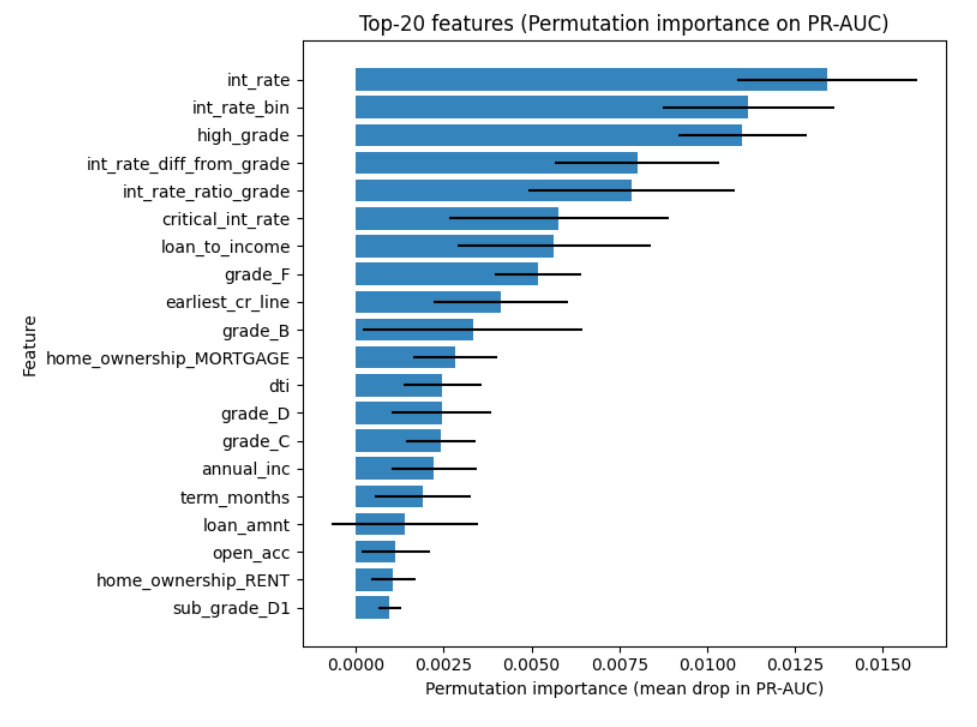 Top-20 features (Permutation importance on PR-AUC)
Feature
int_rate
int_rate_bin
high_grade
int_rate_diff_from_grade
int_rate_ratio_grade
critical_int_rate
loan_to_income
grade_F
earliest_cr_line
grade_B
home_ownership_MORTGAGE
dti
grade_D
grade_C
annual_inc
term_months
loan_amnt
open_acc
home_ownership_RENT
sub_grade_D1
0.0000 0.0025 0.0050 0.0075 0.0100 0.0125 0.0150
Permutation importance (mean drop in PR-AUC)